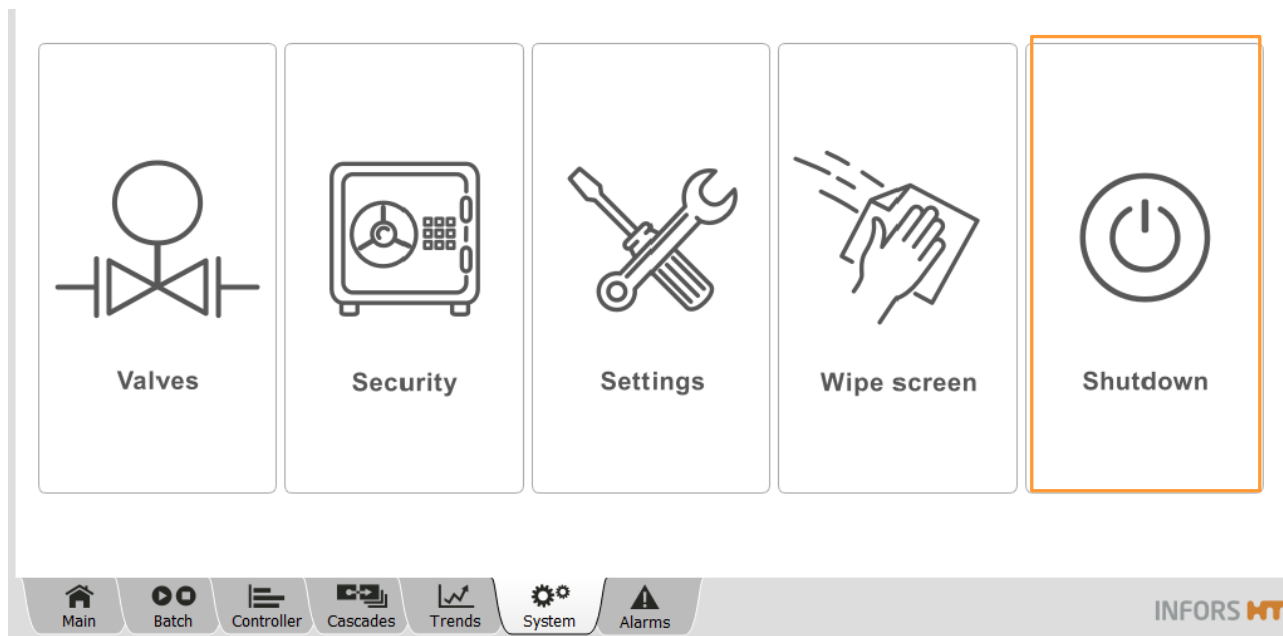 Valves
Security
Settings
Wipe screen
Shutdown
Main
Batch
Controller
Cascades
Trends
System
Alarms
INFORS HT